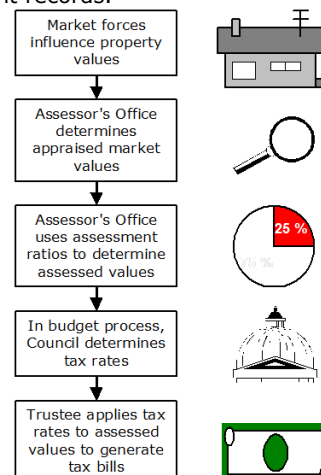 t records.
Market forces
influence property
values
Assessor's Office
determines
appraised market
values
Assessor's Office
uses assessment
ratios to determine
assessed values
25 %
In budget process,
Council determines
tax rates
Trustee applies tax
rates to assessed
values to generate
tax bills